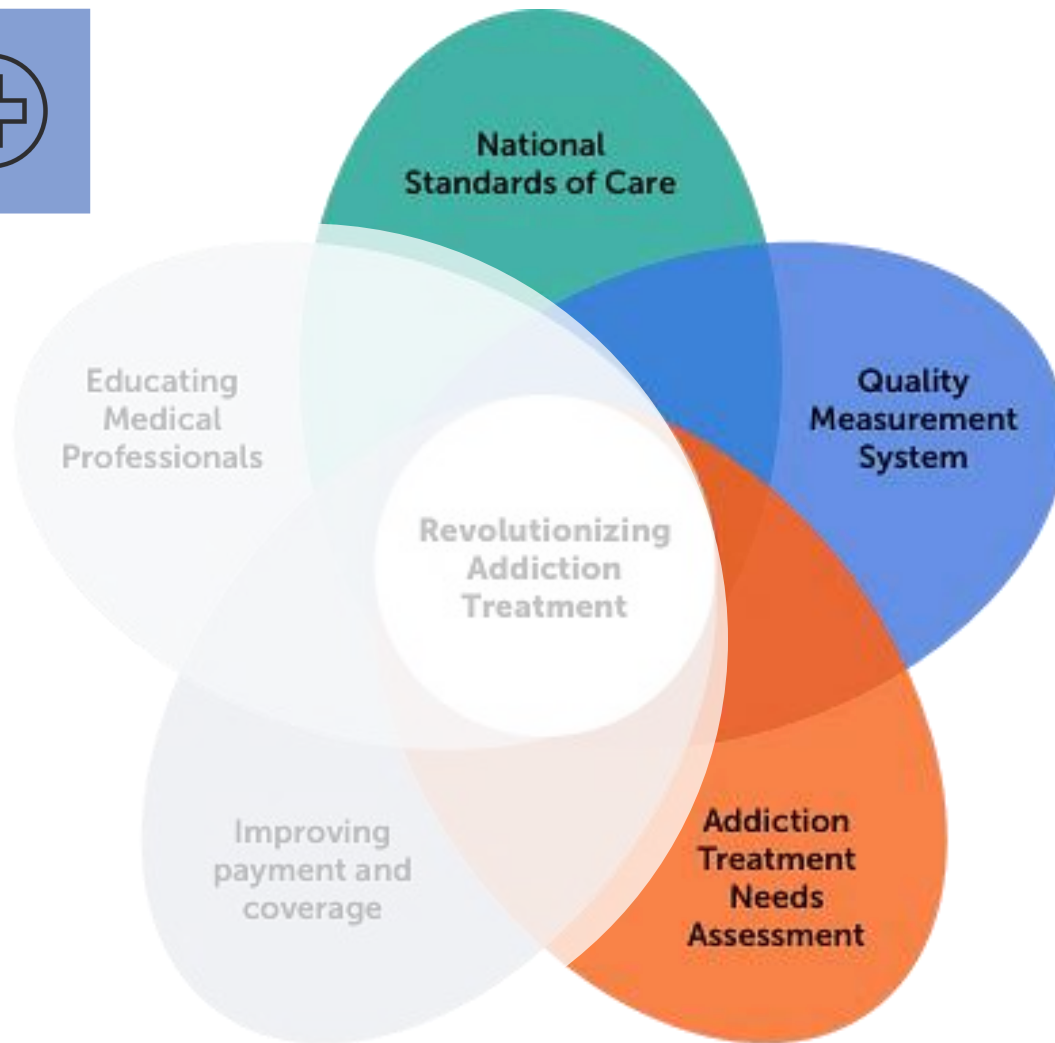 National
Standards of Care
Quality
Measurement
System
Addiction
Treatment
Needs
Assessment
Improving
payment and
coverage
Educating
Medical
Professionals
Revolutionizing
Addiction
Treatment